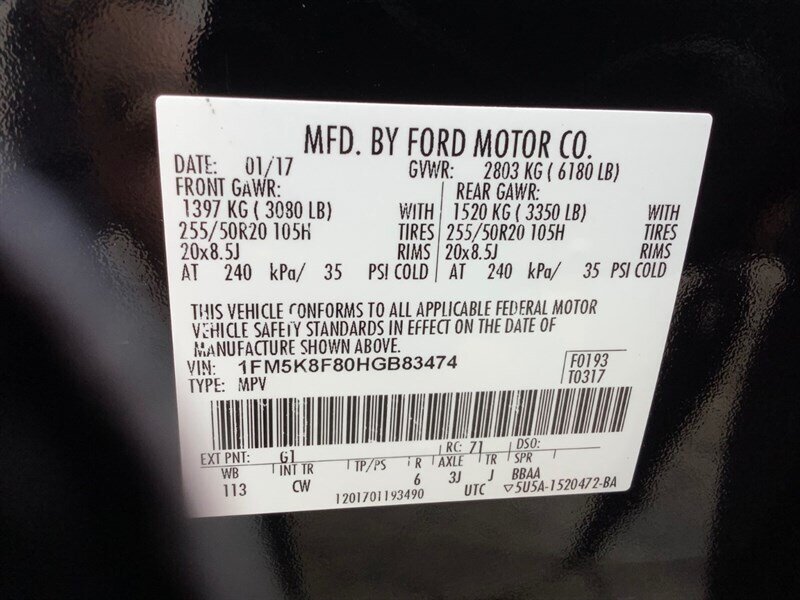 MFD. BY FORD MOTOR CO.
DATE: 01/17 GVWR: 2803 KG ( 6180 LB)
FRONT GAWR: REAR GAWR:
1397 KG ( 3080 LB) WITH 1520 KG ( 3350 LB) WITH
255/50R20 105H TIRES 255/50R20 105H TIRES
20x8.5J RIMS 20x8.5J RIMS
AT 240 kPa/ 35 PSI COLD AT 240 kPa/ 35 PSI COLD
THIS VEHICLE CONFORMS TO ALL APPLICABLE FEDERAL MOTOR
VEHICLE SAFETY STANDARDS IN EFFECT ON THE DATE OF
MANUFACTURE SHOWN ABOVE.
VIN: 1FM5K8F80HGB83474 F0193
TYPE: MPV T0317
EXT PNT: G1 RC: 71 DSO:
WB INT TR TP/PS R AXLE TR SPR
113 CW 6 3J J BBAA
1201701193490 UTC ▽5U5A-1520472-BA